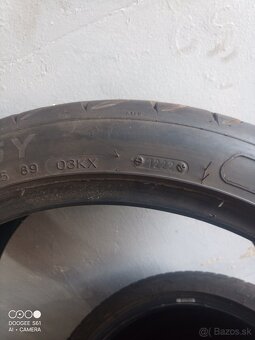 Y
5 89 03KX 1222
DOOGEE S61
AI • CAMERA
Bazos.sk